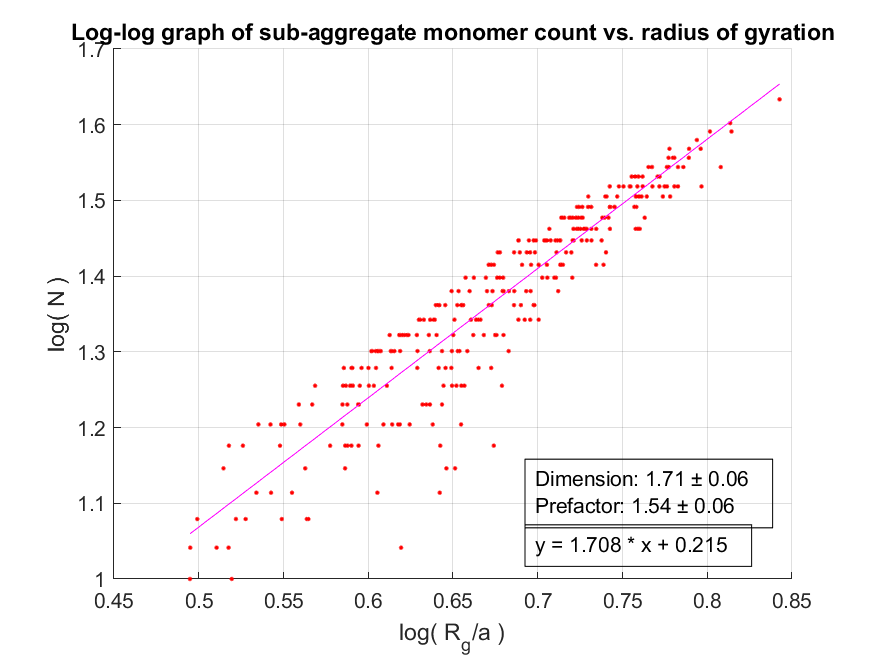 Log-log graph of sub-aggregate monomer count vs. radius of gyration
1.7
1.6
1.5
1.4
1.3
1.2
1.1
1
log( N )
Dimension: 1.71 ± 0.06
Prefactor: 1.54 ± 0.06
y = 1.708 * x + 0.215
0.45 0.5 0.55 0.6 0.65 0.7 0.75 0.8 0.85
log( R_g/a )